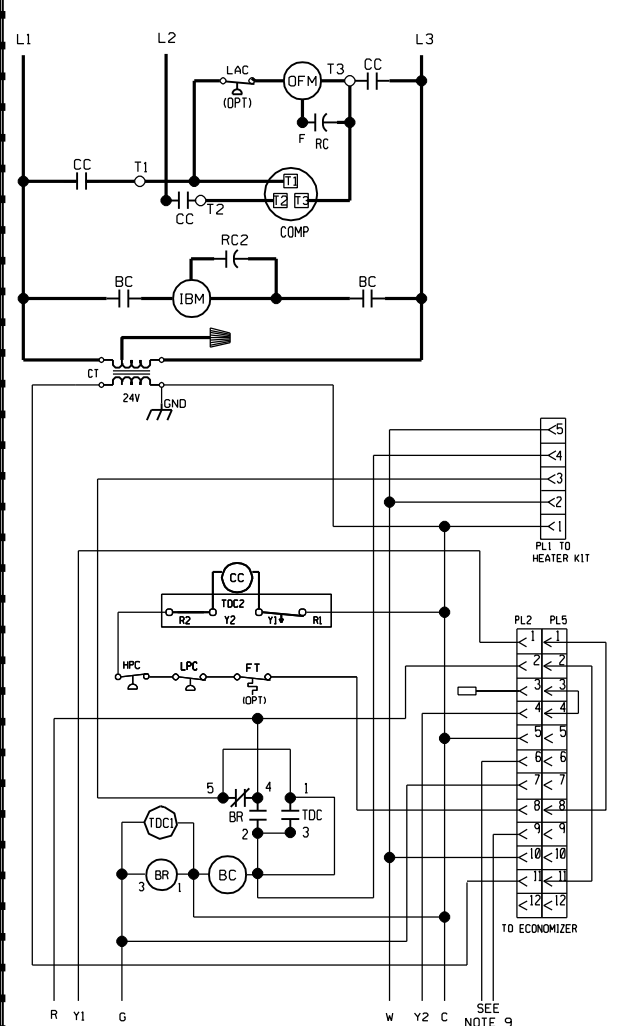 L1 L2 L3
LAC OFM T3 CC
(OPT)
F RC
CC T1
T1
CC T2 T2 T3
COMP
RC2
BC IBM BC
CT
24V GND
5
4
3
2
1
PL1 TO
HEATER KIT
CC
TDC2
R2 Y2 Y1 R1
PL2 PL5
1 1
2 2
3 3
4 4
5 5
6 6
7 7
8 8
9 9
10 10
11 11
12 12
TO ECONOMIZER
HPC LPC FT
(OPT)
5 4 1
BR TDC
2 3
TDC1
3 BR 1 BC
R Y1 G W Y2 C SEE
NOTE 9